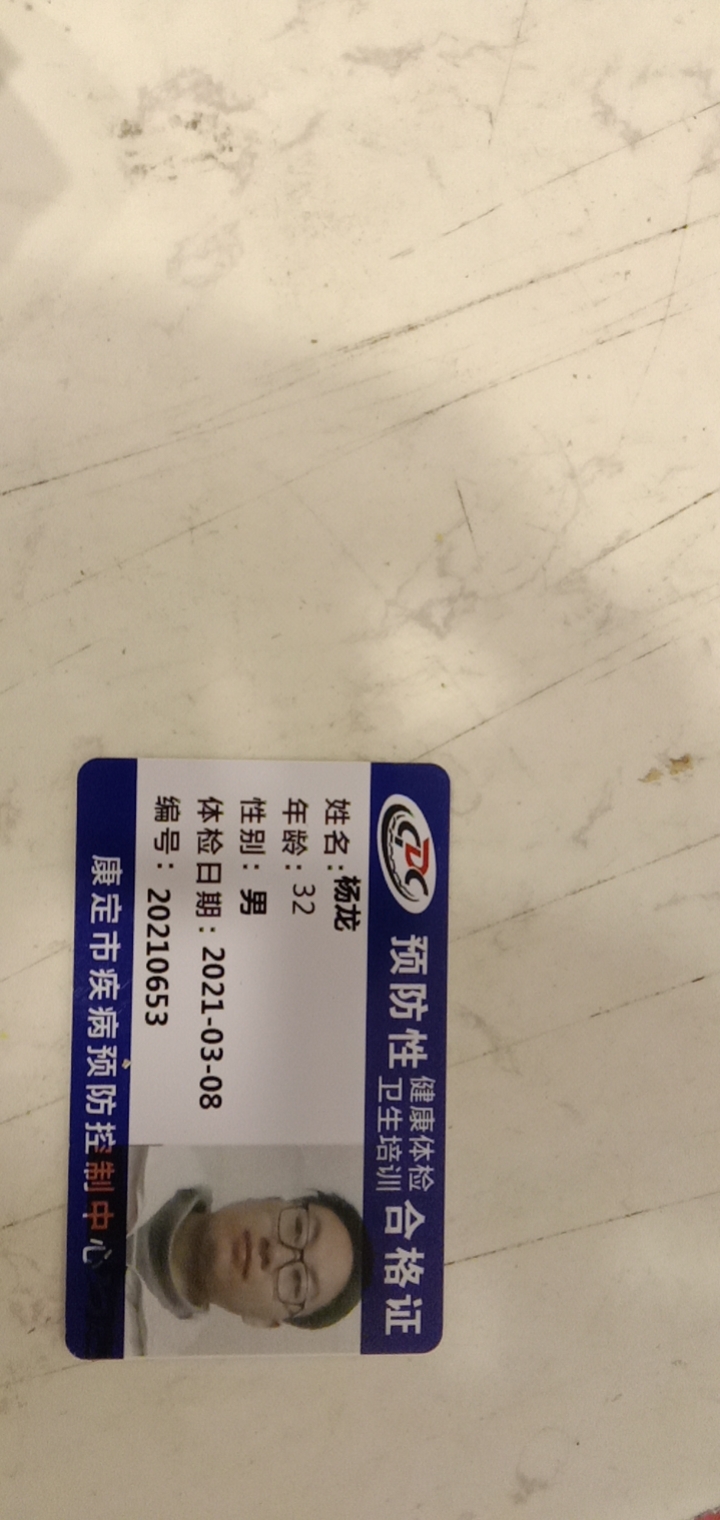 CDC
预防性 健康体检 卫生培训 合格证
姓名：杨龙
年龄：32
性别：男
体检日期：2021-03-08
编号：20210653
康定市疾病预防控制中心